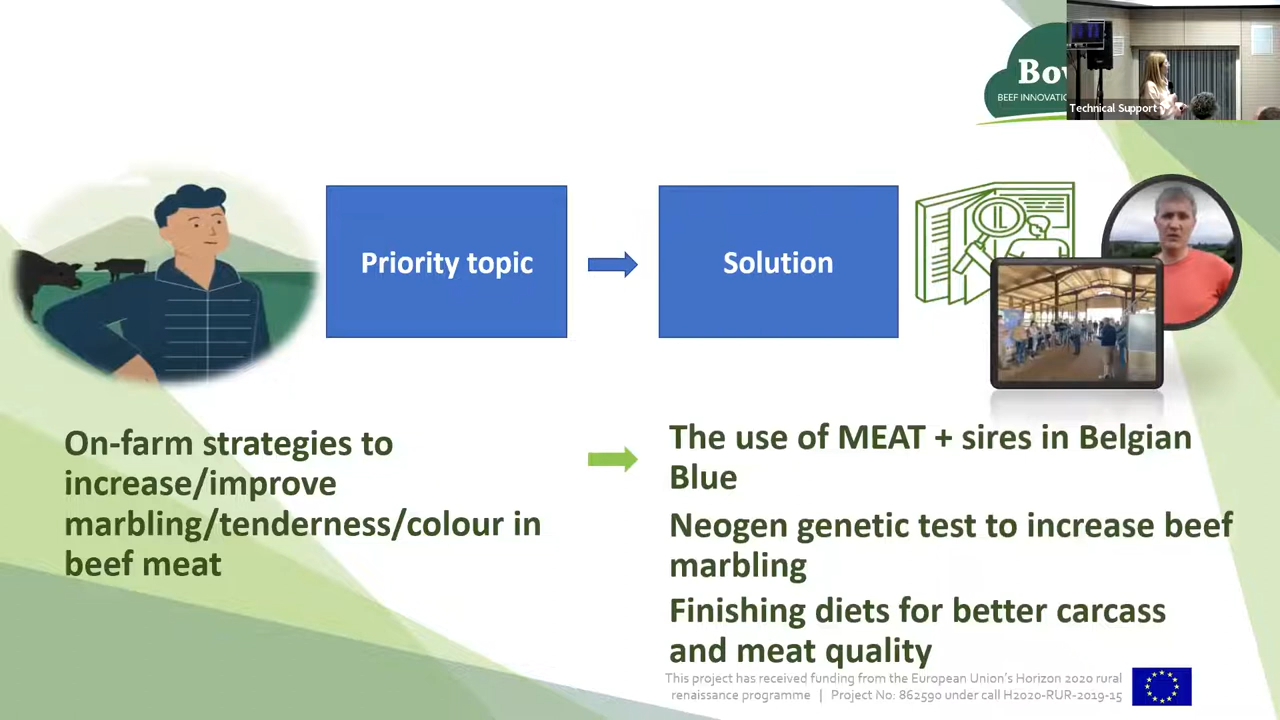 Bov
BEEF INNOVATIO
Technical Support
Priority topic
Solution
On-farm strategies to
increase/improve
marbling/tenderness/colour in
beef meat
The use of MEAT + sires in Belgian
Blue
Neogen genetic test to increase beef
marbling
Finishing diets for better carcass
and meat quality
This project has received funding from the European Union's Horizon 2020 rural
renaissance programme | Project No: 862590 under call H2020-RUR-2019-15